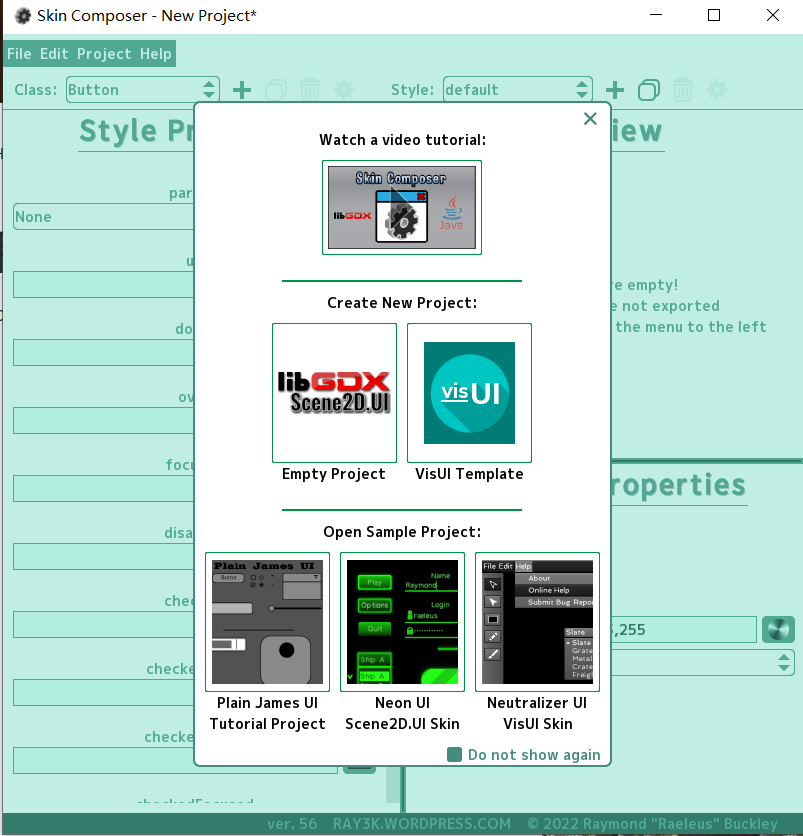 Skin Composer - New Project*
File Edit Project Help
Class: Button Style: default
Style Pr
iew
Watch a video tutorial:
Skin Composer
libGDX
Java
par
None
re empty!
e not exported
the menu to the left
Create New Project:
libGDX
Scene2D.UI
visUI
Empty Project
VisUI Template
do
ov
focu
disa
chec
checke
checke
checkedFocused
roperties
,255
Open Sample Project:
Plain James UI
Button
Play
Options
Quit
Ship A
Ship A
Name
Raymond
Login
raeleus
File Edit Help
About
Online Help
Submit Bug Repo
Slate
Slate
Grate
Metal
Crate
Freigh
Plain James UI
Tutorial Project
Neon UI
Scene2D.UI Skin
Neutralizer UI
VisUI Skin
Do not show again
ver. 56 RAY3K.WORDPRESS.COM © 2022 Raymond "Raeleus" Buckley